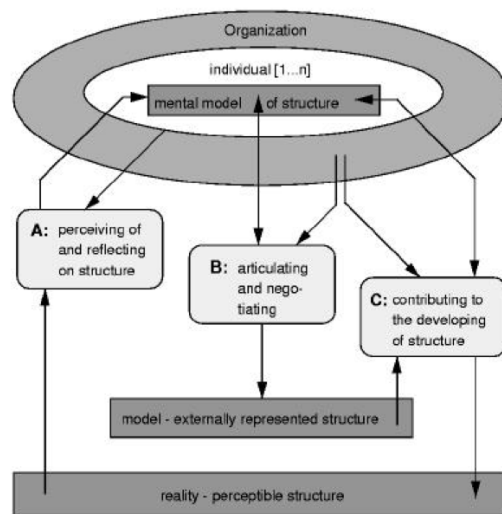 Organization
individual [1...n]
mental model of structure
A: perceiving of
and reflecting
on structure
B: articulating
and nego-
tiating
C: contributing to
the developing
of structure
model - externally represented structure
reality - perceptible structure